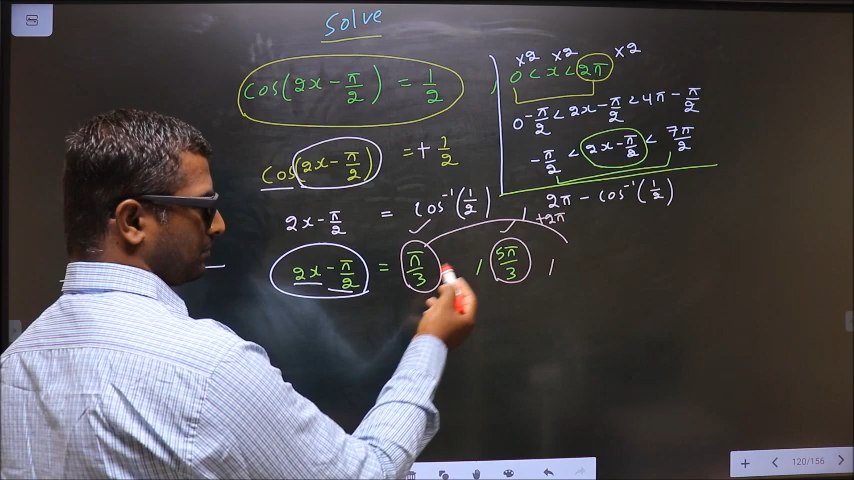 Solve
cos(2x - π/2) = 1/2 ,
×2 ×2 ×2
0 < x < 2π
0 - π/2 < 2x - π/2 < 4π - π/2
-π/2 < 2x - π/2 < 7π/2
cos(2x - π/2) = + 1/2
2x - π/2 = cos⁻¹(1/2) , 2π - cos⁻¹(1/2)
+2π
2x - π/2 = π/3 , 5π/3 ,
120/156